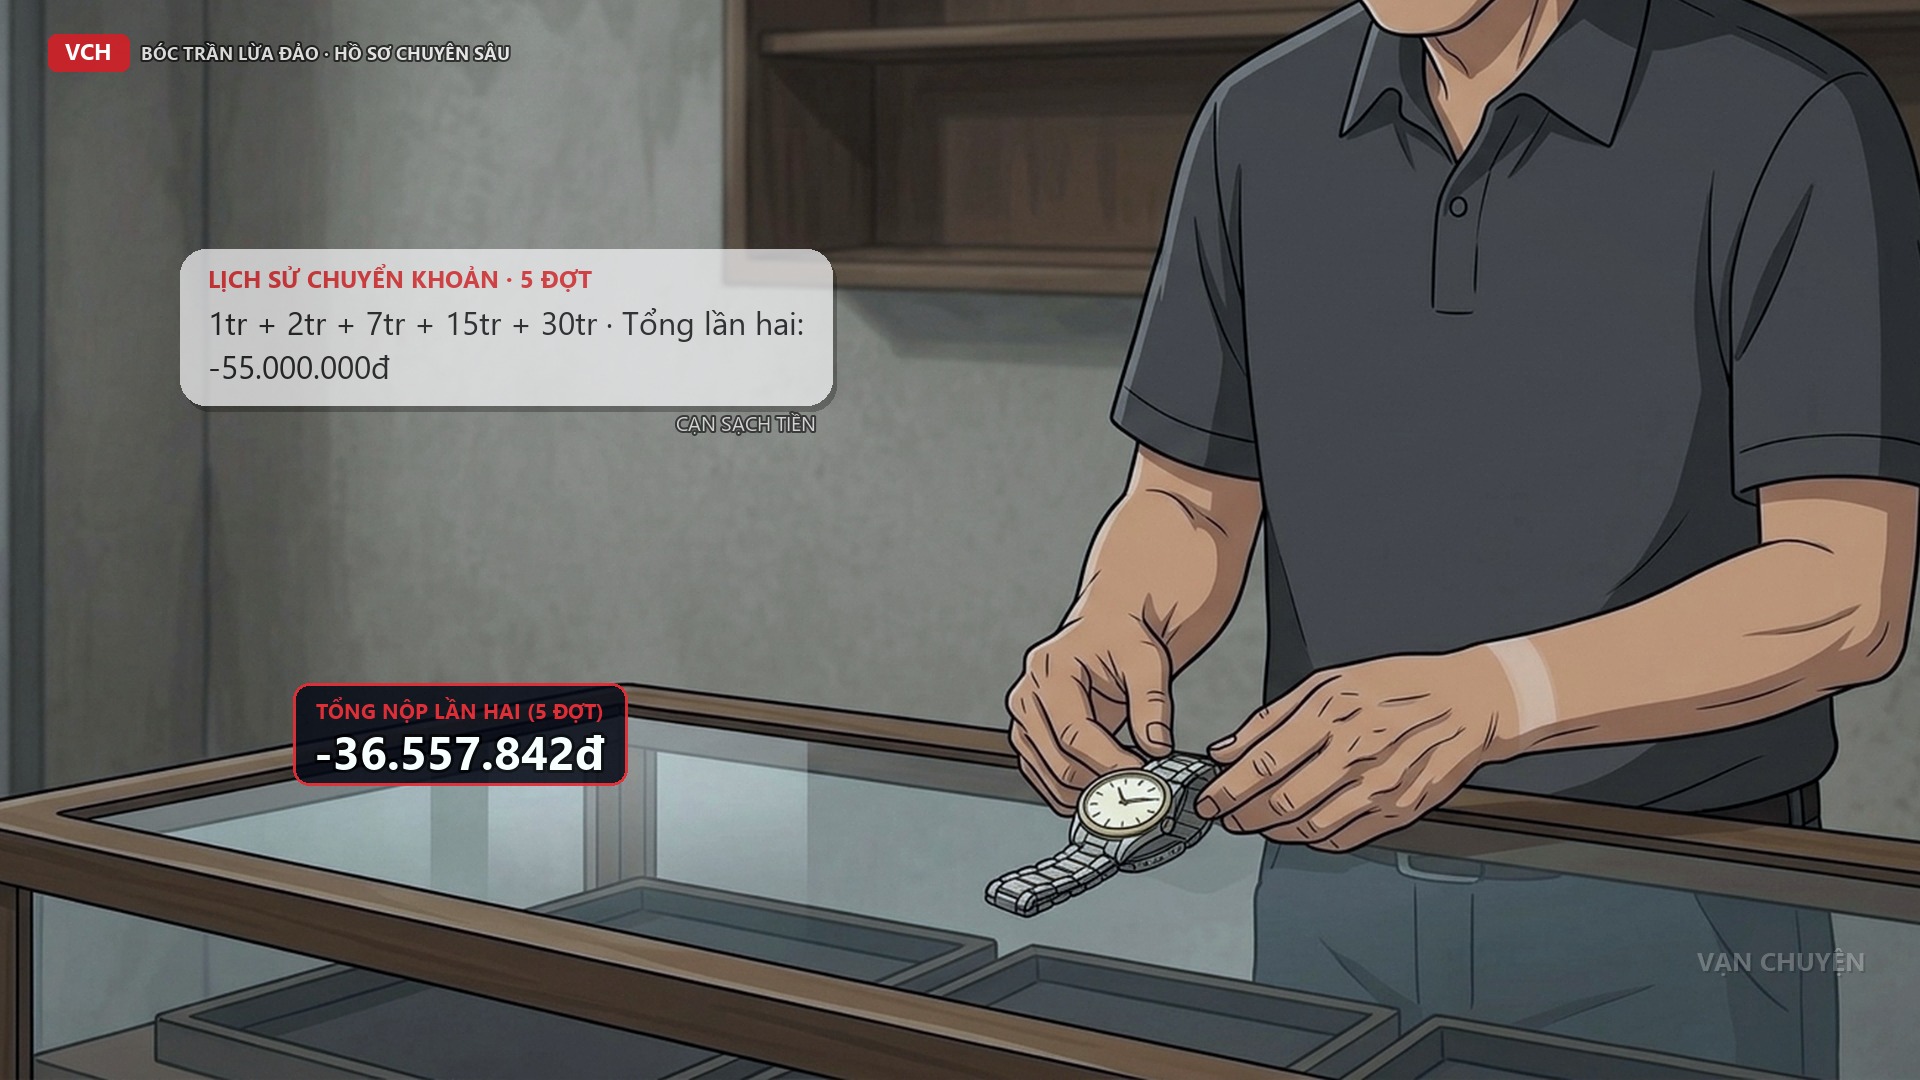 VCH BÓC TRẦN LỪA ĐẢO · HỒ SƠ CHUYÊN SÂU
LỊCH SỬ CHUYỂN KHOẢN · 5 ĐỢT
1tr + 2tr + 7tr + 15tr + 30tr · Tổng lần hai:
-55.000.000đ
CẠN SẠCH TIỀN
TỔNG NỘP LẦN HAI (5 ĐỢT)
-36.557.842đ
VẠN CHUYỆN